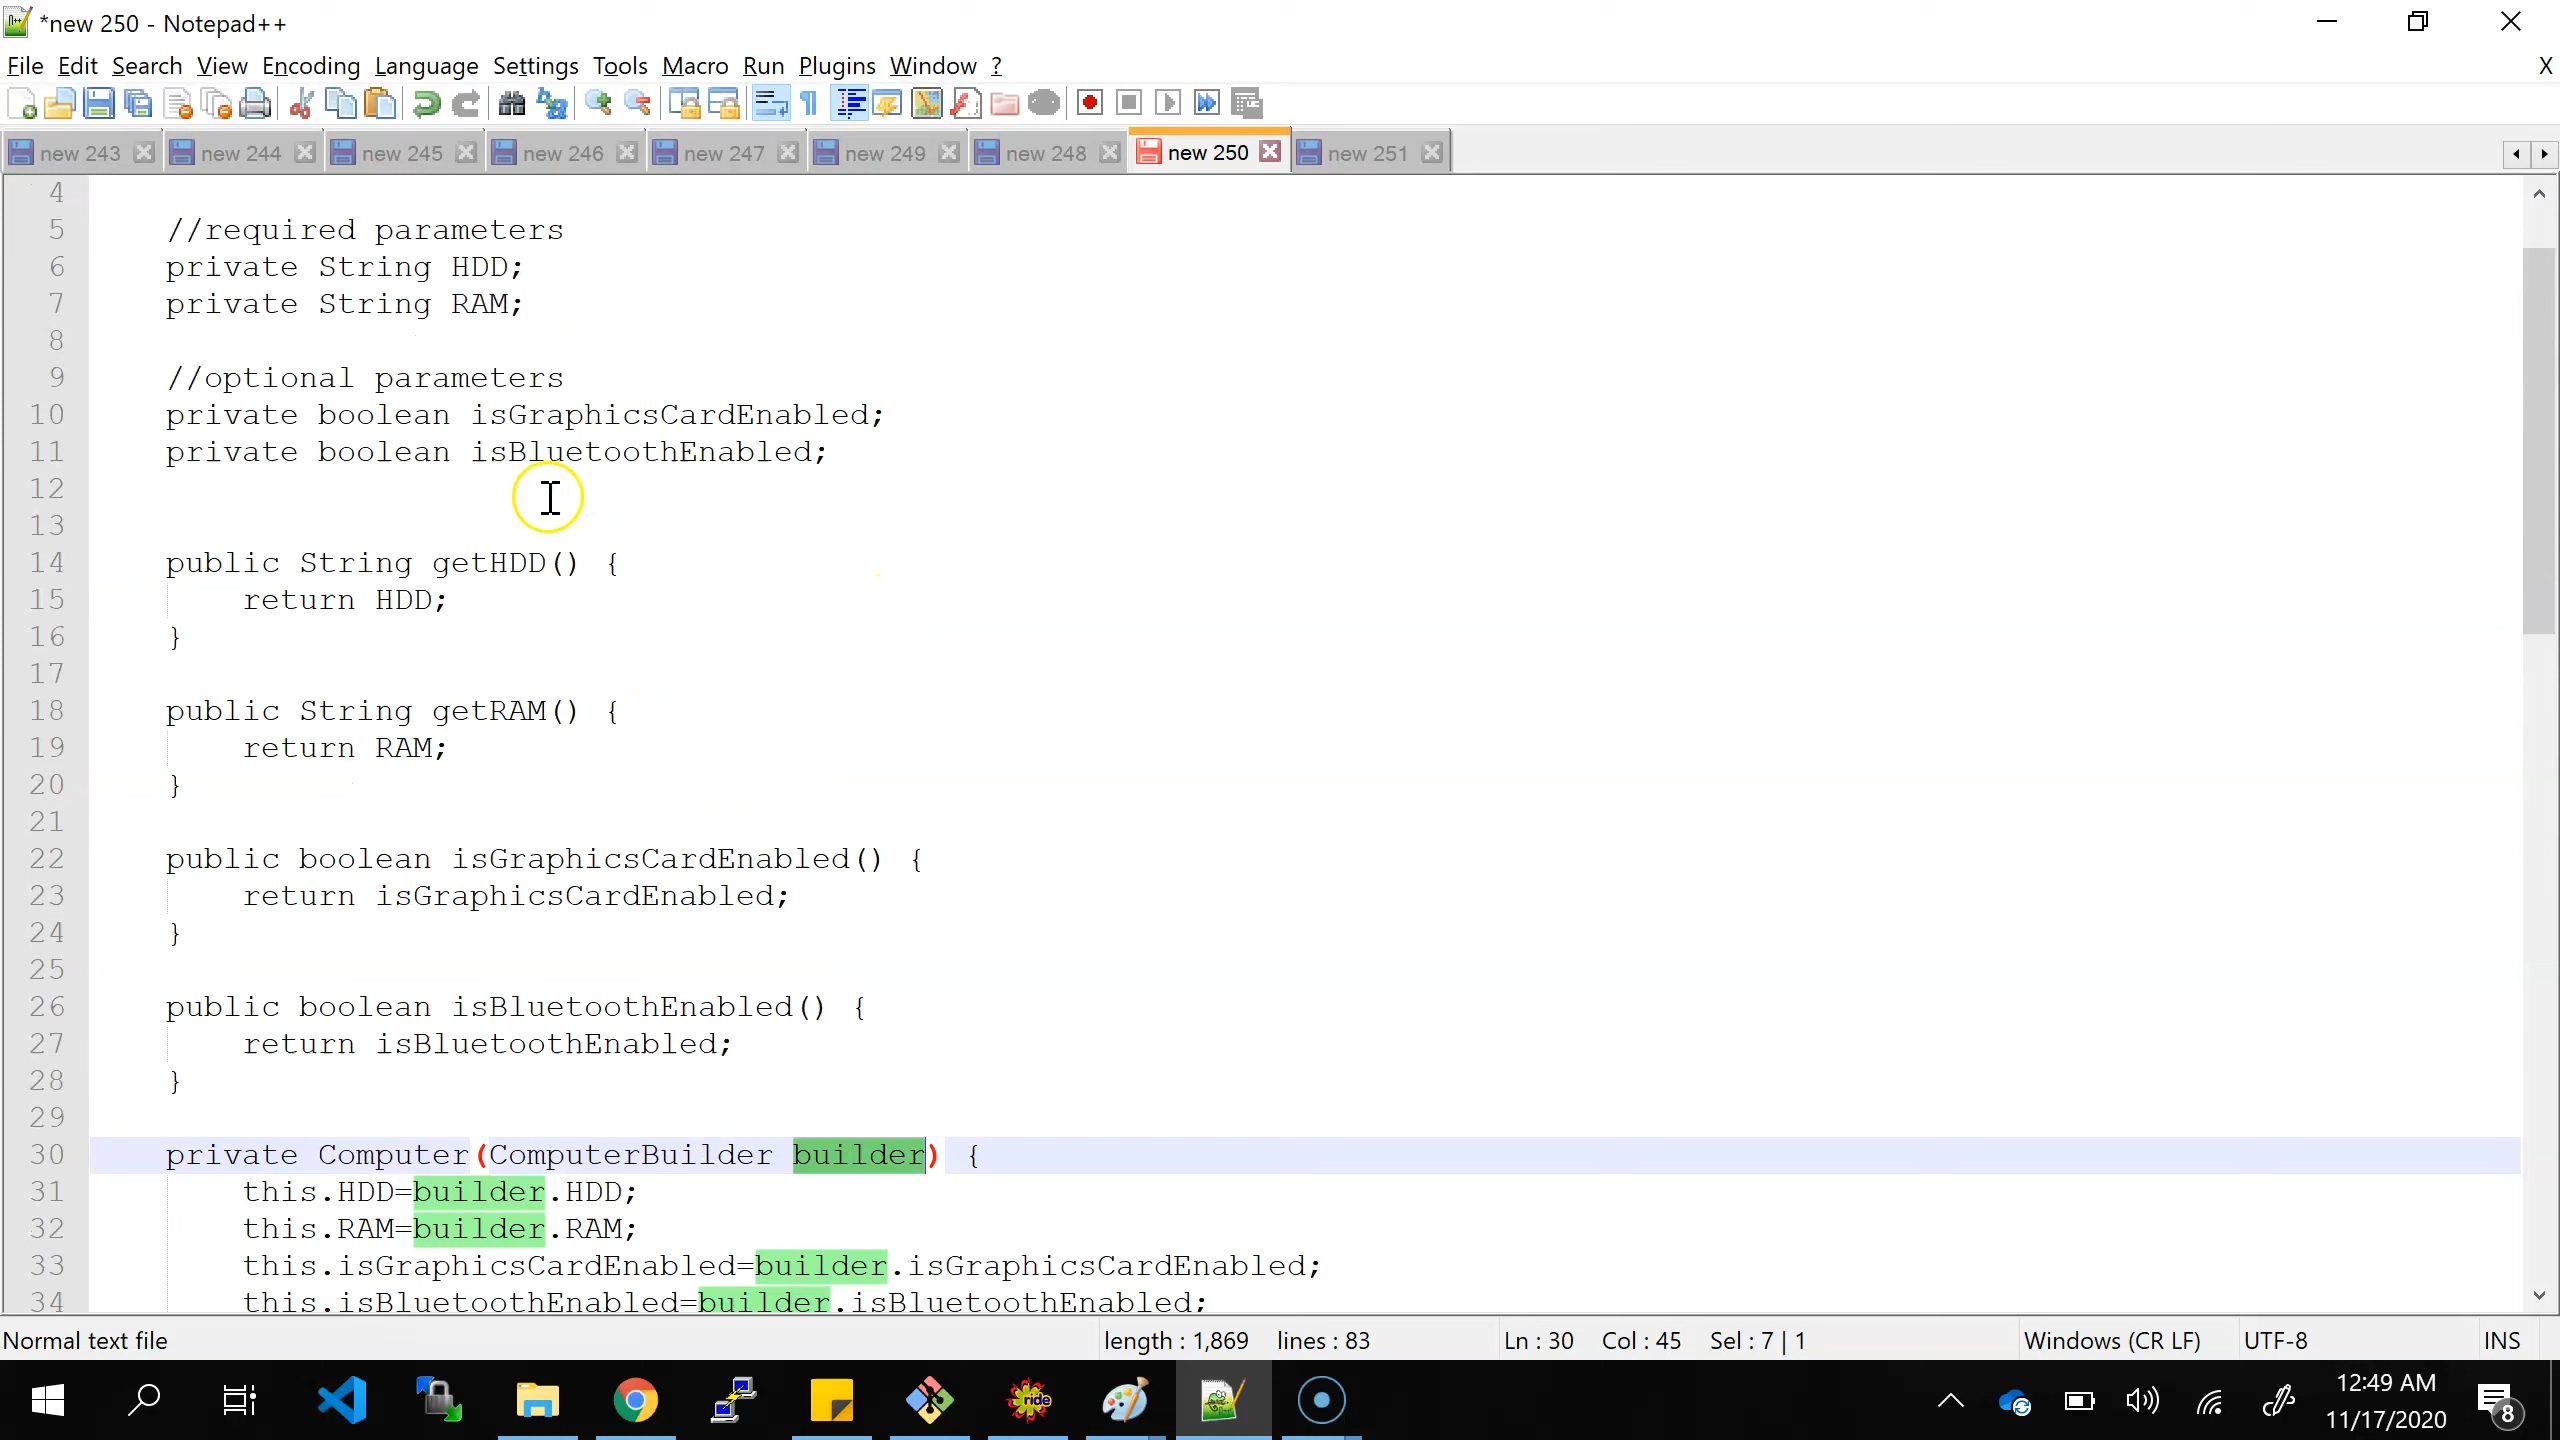 *new 250 - Notepad++
File Edit Search View Encoding Language Settings Tools Macro Run Plugins Window ? X
new 243 new 244 new 245 new 246 new 247 new 249 new 248 new 250 new 251
4
5 //required parameters
6 private String HDD;
7 private String RAM;
8
9 //optional parameters
10 private boolean isGraphicsCardEnabled;
11 private boolean isBluetoothEnabled;
12
13
14 public String getHDD() {
15 return HDD;
16 }
17
18 public String getRAM() {
19 return RAM;
20 }
21
22 public boolean isGraphicsCardEnabled() {
23 return isGraphicsCardEnabled;
24 }
25
26 public boolean isBluetoothEnabled() {
27 return isBluetoothEnabled;
28 }
29
30 private Computer(ComputerBuilder builder) {
31 this.HDD=builder.HDD;
32 this.RAM=builder.RAM;
33 this.isGraphicsCardEnabled=builder.isGraphicsCardEnabled;
34 this.isBluetoothEnabled=builder.isBluetoothEnabled;
Normal text file length : 1,869 lines : 83 Ln : 30 Col : 45 Sel : 7 | 1 Windows (CR LF) UTF-8 INS
ride
12:49 AM
11/17/2020
8